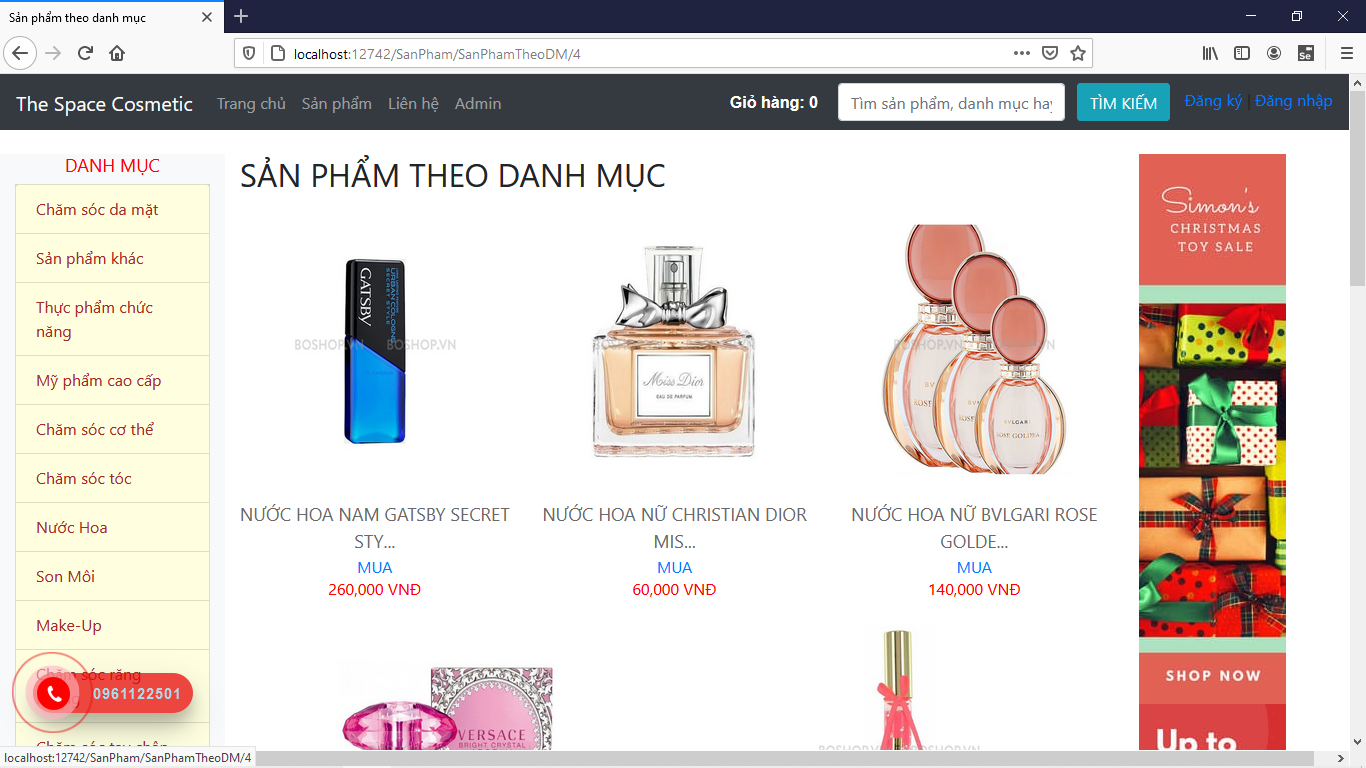 Sản phẩm theo danh mục
localhost:12742/SanPham/SanPhamTheoDM/4
The Space Cosmetic
Trang chủ
Sản phẩm
Liên hệ
Admin
Giỏ hàng: 0
Tìm sản phẩm, danh mục hay
TÌM KIẾM
Đăng ký | Đăng nhập
DANH MỤC
Chăm sóc da mặt
Sản phẩm khác
Thực phẩm chức
năng
Mỹ phẩm cao cấp
Chăm sóc cơ thể
Chăm sóc tóc
Nước Hoa
Son Môi
Make-Up
Chăm sóc răng
0961122501
Chăm sóc tay chân
SẢN PHẨM THEO DANH MỤC
GATSBY
URBAN COLOGNE
SECRET STYLE
BOSHOP.VN
BOSHOP.VN
NƯỚC HOA NAM GATSBY SECRET
STY...
MUA
260,000 VNĐ
Miss Dior
EAU DE PARFUM
NƯỚC HOA NỮ CHRISTIAN DIOR
MIS...
MUA
60,000 VNĐ
BOSHOP.VN
BOSHOP.VN
BVLGARI
ROSE GOLDEA
NƯỚC HOA NỮ BVLGARI ROSE
GOLDE...
MUA
140,000 VNĐ
VERSACE
BRIGHT CRYSTAL
BOSHOP.VN
BOSHOP.VN
Simon's
CHRISTMAS
TOY SALE
SHOP NOW
Up to
localhost:12742/SanPham/SanPhamTheoDM/4